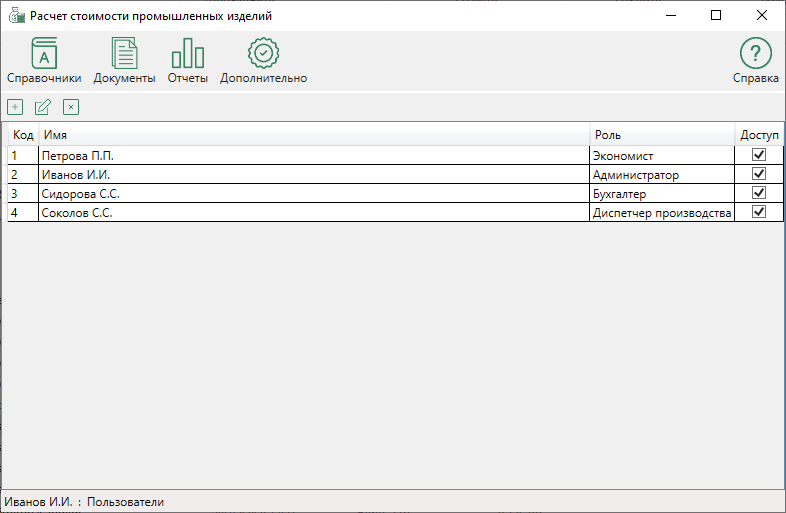 Расчет стоимости промышленных изделий
Справочники Документы Отчеты Дополнительно Справка
Код Имя Роль Доступ
1 Петрова П.П. Экономист
2 Иванов И.И. Администратор
3 Сидорова С.С. Бухгалтер
4 Соколов С.С. Диспетчер производства
Иванов И.И. : Пользователи